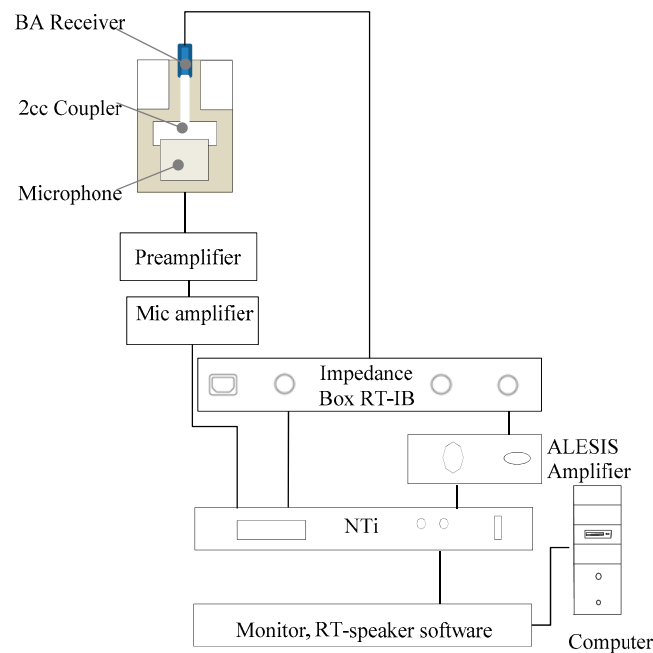 BA Receiver
2cc Coupler
Microphone
Preamplifier
Mic amplifier
Impedance
Box RT-IB
ALESIS
Amplifier
NTi
Monitor, RT-speaker software
Computer